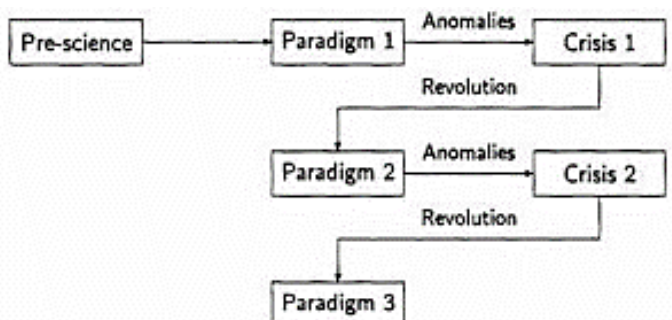 Pre-science
Paradigm 1
Anomalies
Crisis 1
Revolution
Paradigm 2
Anomalies
Crisis 2
Revolution
Paradigm 3